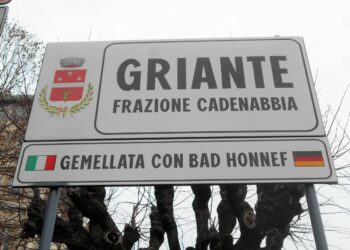 GRIANTE
FRAZIONE CADENABBIA
GEMELLATA CON BAD HONNEF